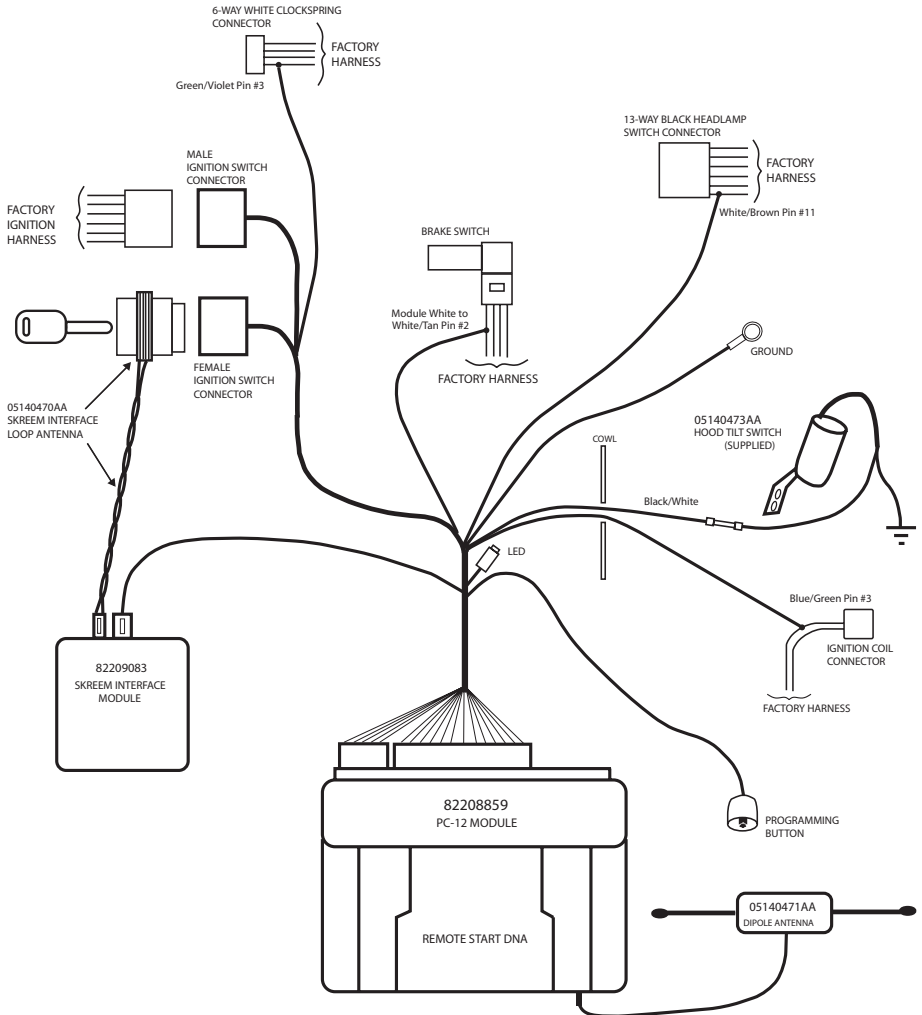 6-WAY WHITE CLOCKSPRING
CONNECTOR
FACTORY
HARNESS
Green/Violet Pin #3
13-WAY BLACK HEADLAMP
SWITCH CONNECTOR
FACTORY
HARNESS
White/Brown Pin #11
MALE
IGNITION SWITCH
CONNECTOR
FACTORY
IGNITION
HARNESS
BRAKE SWITCH
Module White to
White/Tan Pin #2
FACTORY HARNESS
GROUND
FEMALE
IGNITION SWITCH
CONNECTOR
05140470AA
SKREEM INTERFACE
LOOP ANTENNA
05140473AA
HOOD TILT SWITCH
(SUPPLIED)
COWL
Black/White
LED
Blue/Green Pin #3
IGNITION COIL
CONNECTOR
FACTORY HARNESS
82209083
SKREEM INTERFACE
MODULE
82208859
PC-12 MODULE
PROGRAMMING
BUTTON
REMOTE START DNA
05140471AA
DIPOLE ANTENNA